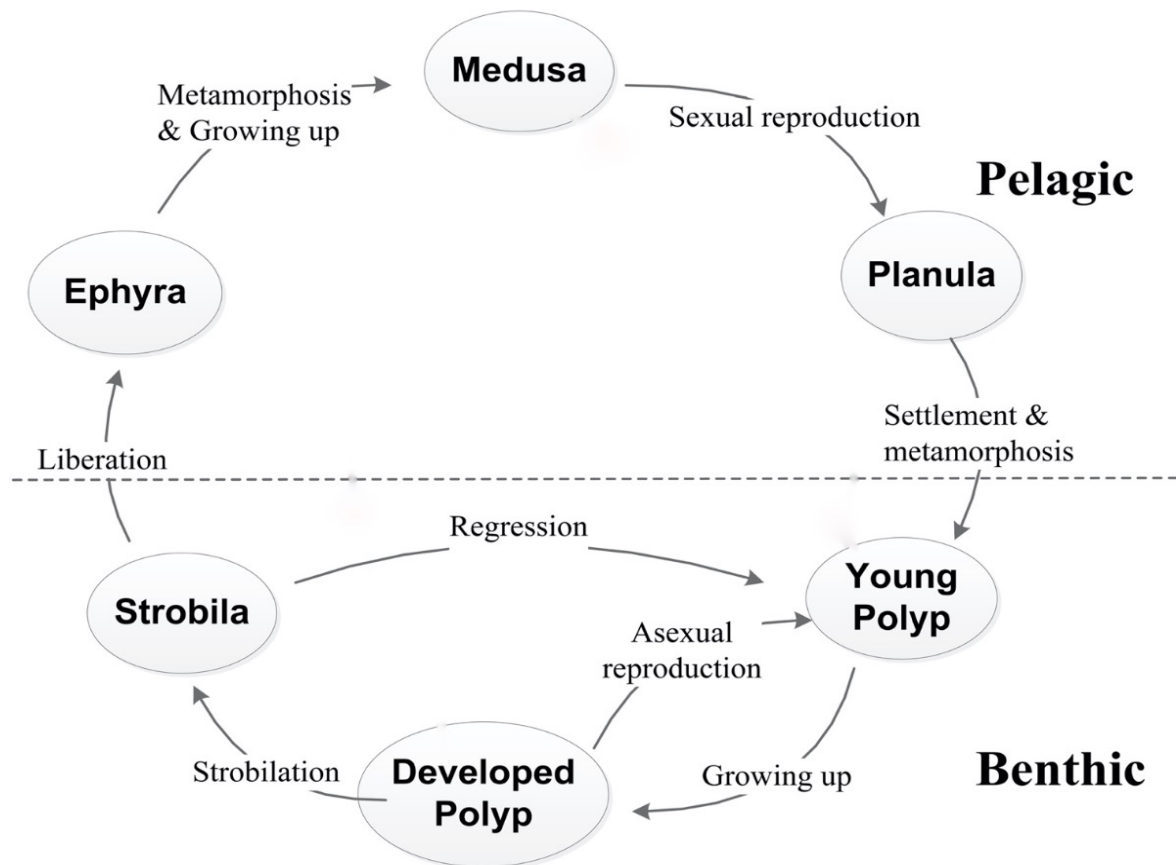 Medusa
Metamorphosis
& Growing up
Sexual reproduction
Pelagic
Ephyra
Planula
Settlement &
metamorphosis
Liberation
Regression
Strobila
Young
Polyp
Asexual
reproduction
Strobilation
Developed
Polyp
Growing up
Benthic